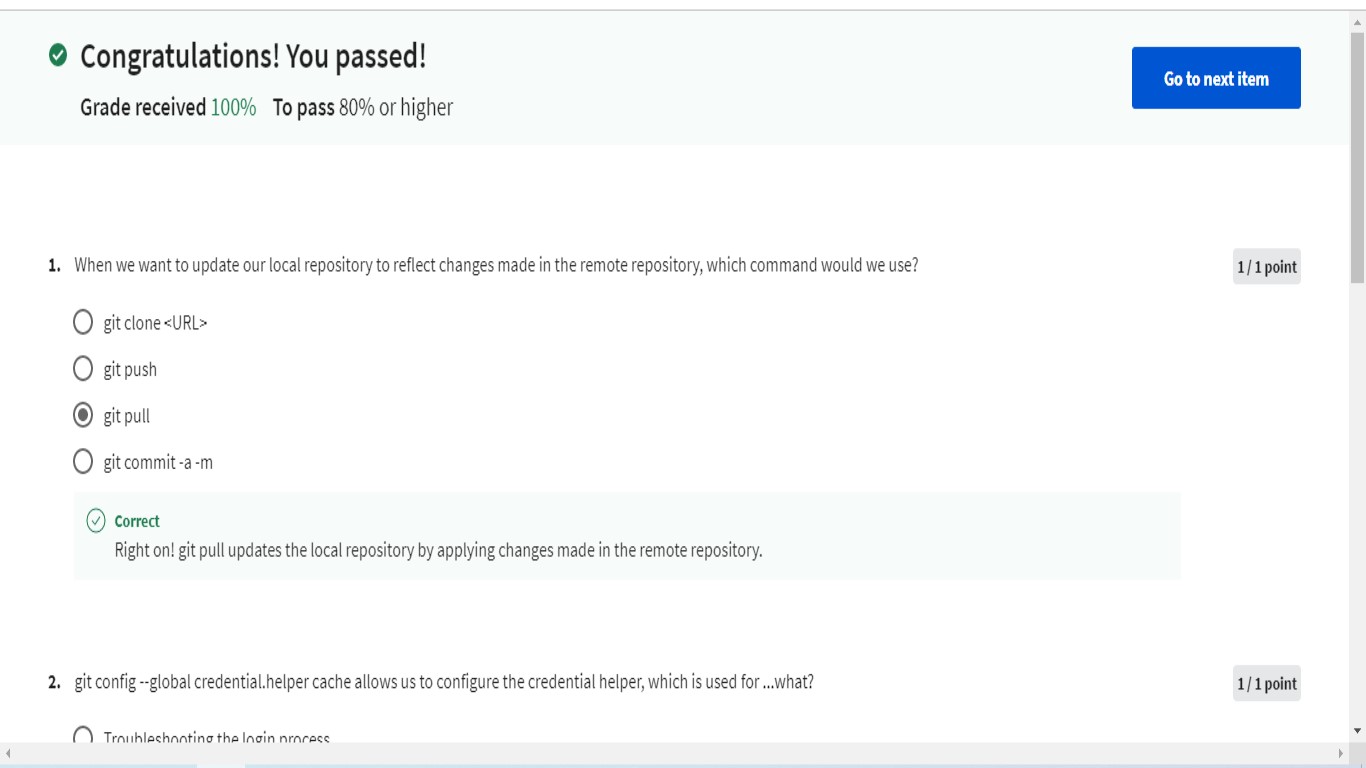 Congratulations! You passed!
Go to next item
Grade received 100% To pass 80% or higher
1. When we want to update our local repository to reflect changes made in the remote repository, which command would we use?
1 / 1 point
git clone <URL>
git push
git pull
git commit -a -m
Correct
Right on! git pull updates the local repository by applying changes made in the remote repository.
2. git config --global credential.helper cache allows us to configure the credential helper, which is used for ...what?
1 / 1 point
Troubleshooting the login process